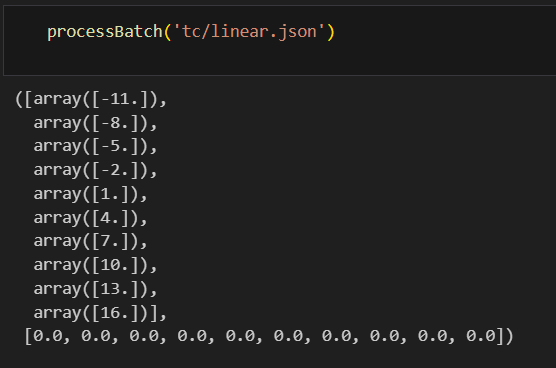 processBatch('tc/linear.json')
([array([-11.]),
array([-8.]),
array([-5.]),
array([-2.]),
array([1.]),
array([4.]),
array([7.]),
array([10.]),
array([13.]),
array([16.])],
[0.0, 0.0, 0.0, 0.0, 0.0, 0.0, 0.0, 0.0, 0.0, 0.0])